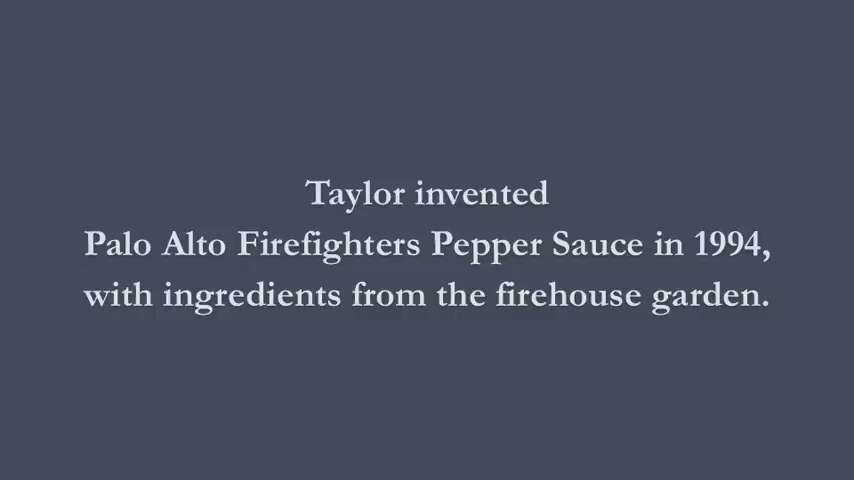 Taylor invented
Palo Alto Firefighters Pepper Sauce in 1994,
with ingredients from the firehouse garden.